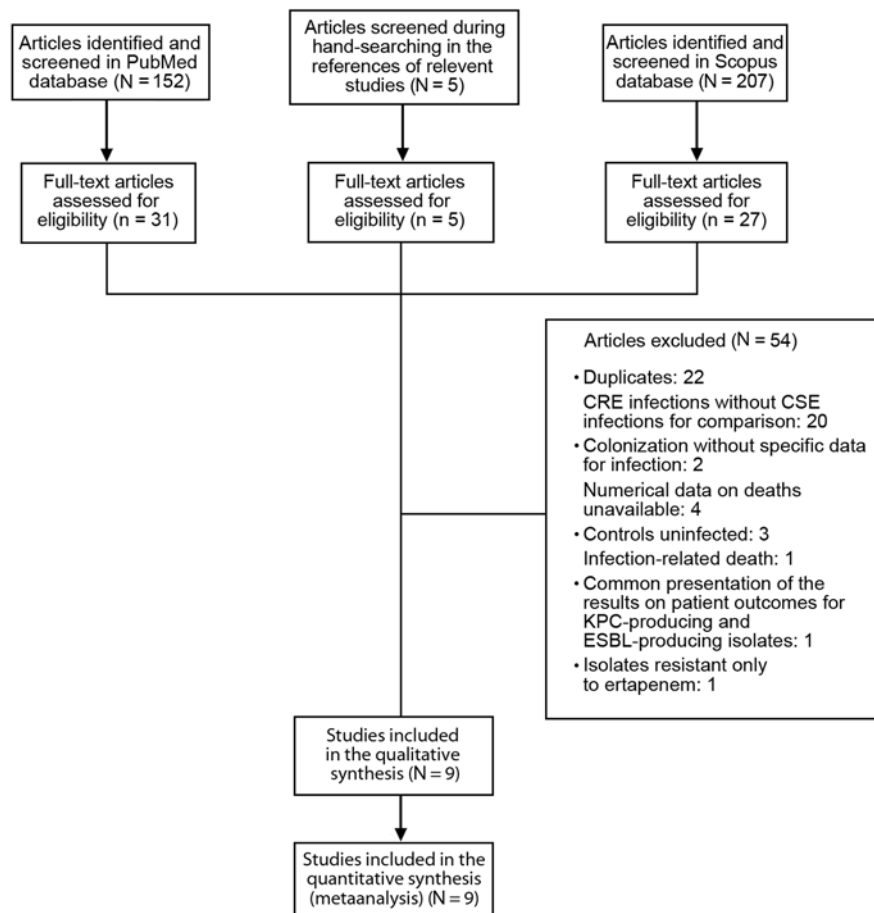 Articles identified and
screened in PubMed
database (N = 152)
Articles screened during
hand-searching in the
references of relevent
studies (N = 5)
Articles identified and
screened in Scopus
database (N = 207)
Full-text articles
assessed for
eligibility (n = 31)
Full-text articles
assessed for
eligibility (n = 5)
Full-text articles
assessed for
eligibility (n = 27)
Articles excluded (N = 54)
• Duplicates: 22
CRE infections without CSE
infections for comparison: 20
• Colonization without specific data
for infection: 2
Numerical data on deaths
unavailable: 4
• Controls uninfected: 3
Infection-related death: 1
• Common presentation of the
results on patient outcomes for
KPC-producing and
ESBL-producing isolates: 1
• Isolates resistant only
to ertapenem: 1
Studies included
in the qualitative
synthesis (N = 9)
Studies included in the
quantitative synthesis
(metaanalysis) (N = 9)